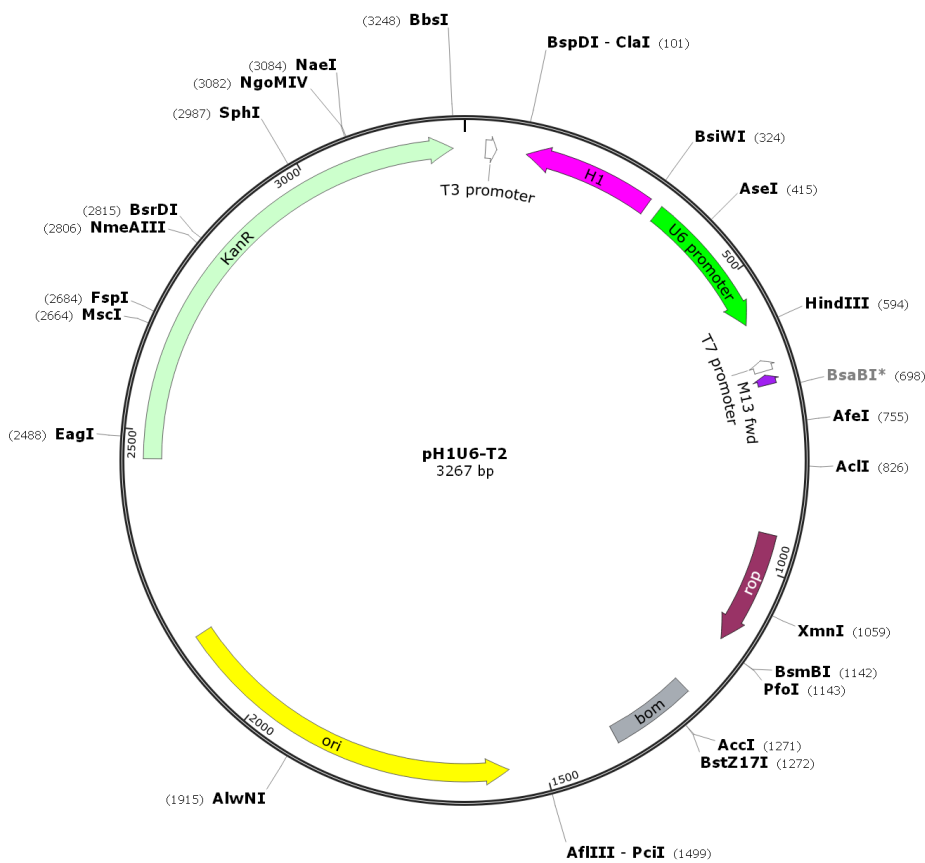 (3248) BbsI
BspDI - ClaI (101)
(3084) NaeI
(3082) NgoMIV
(2987) SphI
BsiWI (324)
AseI (415)
T3 promoter
H1
3000
U6 promoter
500
KanR
(2815) BsrDI
(2806) NmeAIII
(2684) FspI
(2664) MscI
HindIII (594)
T7 promoter
M13 fwd
BsaBI* (698)
AfeI (755)
(2488) EagI
2500
pH1U6-T2
3267 bp
AclI (826)
1000
rop
XmnI (1059)
BsmBI (1142)
PfoI (1143)
bom
AccI (1271)
BstZ17I (1272)
2000
ori
1500
(1915) AlwNI
AflIII - PciI (1499)